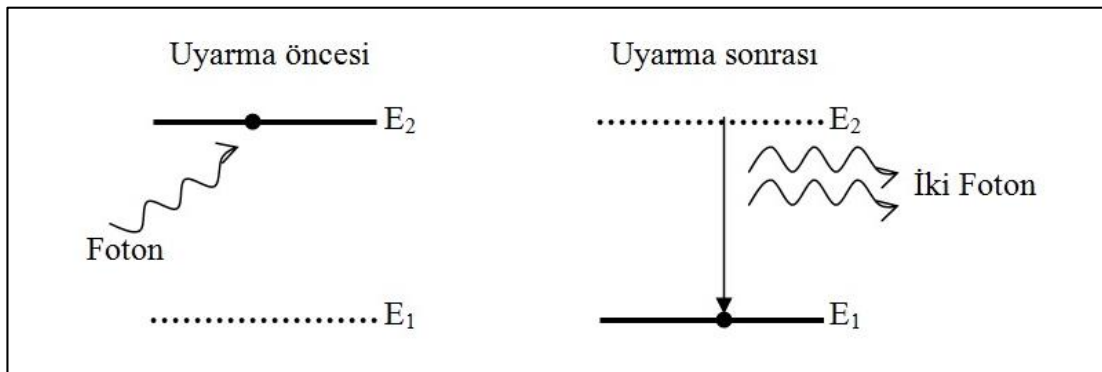 Uyarma öncesi
E₂
Foton
E₁
Uyarma sonrası
E₂
İki Foton
E₁